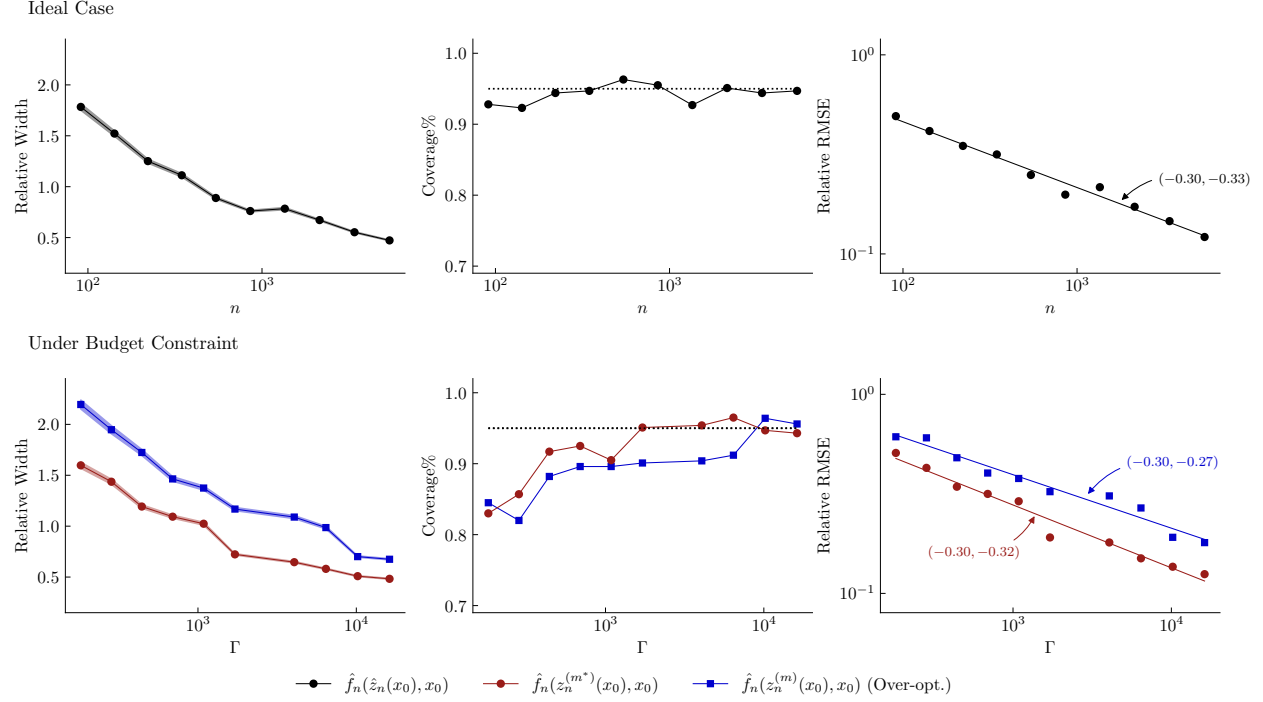 Ideal Case
Relative Width
2.0
1.5
1.0
0.5
10²
10³
n
Coverage%
1.0
0.9
0.8
0.7
10²
10³
n
Relative RMSE
10⁰
10⁻¹
(−0.30, −0.33)
10²
10³
n
Under Budget Constraint
Relative Width
2.0
1.5
1.0
0.5
10³
10⁴
Γ
Coverage%
1.0
0.9
0.8
0.7
10³
10⁴
Γ
Relative RMSE
10⁰
10⁻¹
(−0.30, −0.27)
(−0.30, −0.32)
10³
10⁴
Γ
f̂ₙ(ẑₙ(x₀), x₀)
f̂ₙ(zₙ^(m*)(x₀), x₀)
f̂ₙ(zₙ^(m)(x₀), x₀) (Over-opt.)